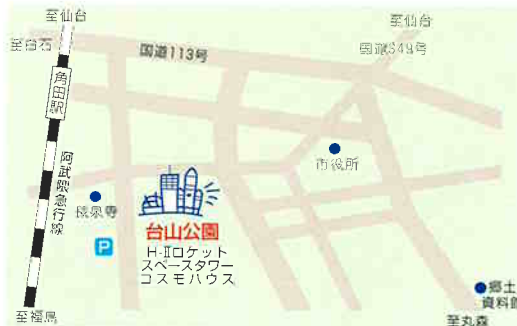 至仙台
至白石
国道113号
至仙台
国道349号
角田駅
阿武隈急行線
市役所
長泉寺
P
台山公園
H-Ⅱロケット
スペースタワー
コスモハウス
郷土
資料館
至福島
至丸森